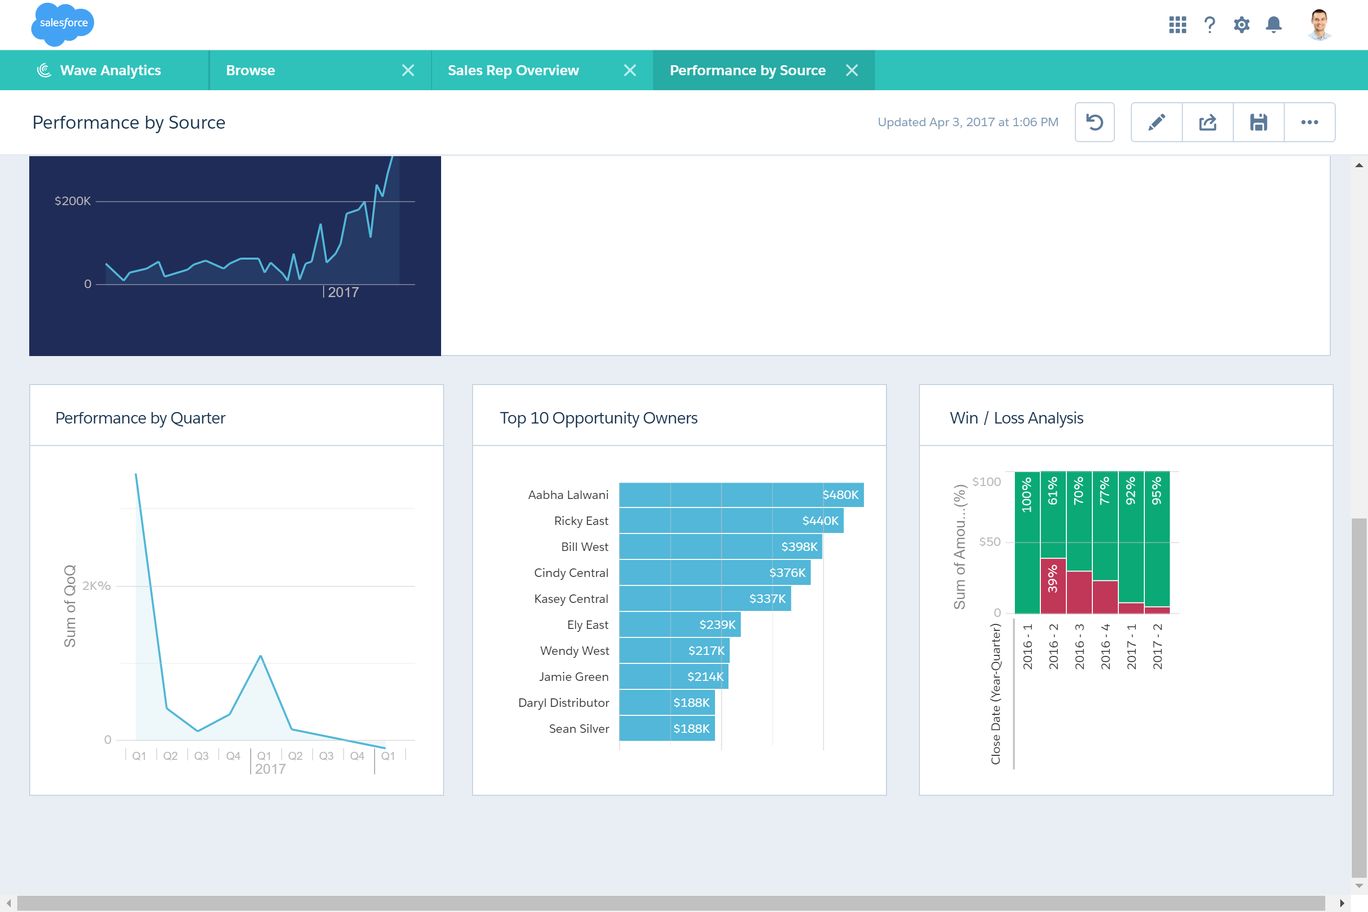 salesforce
Wave Analytics
Browse
Sales Rep Overview
Performance by Source
Performance by Source
Updated Apr 3, 2017 at 1:06 PM
$200K
0
2017
Performance by Quarter
Sum of QoQ
2K%
0
Q1 Q2 Q3 Q4 Q1 Q2 Q3 Q4 Q1
2017
Top 10 Opportunity Owners
Aabha Lalwani $480K
Ricky East $440K
Bill West $398K
Cindy Central $376K
Kasey Central $337K
Ely East $239K
Wendy West $217K
Jamie Green $214K
Daryl Distributor $188K
Sean Silver $188K
Win / Loss Analysis
Sum of Amou...(%)
$100
$50
0
100% 61% 70% 77% 92% 95%
39%
2016 - 1 2016 - 2 2016 - 3 2016 - 4 2017 - 1 2017 - 2
Close Date (Year-Quarter)